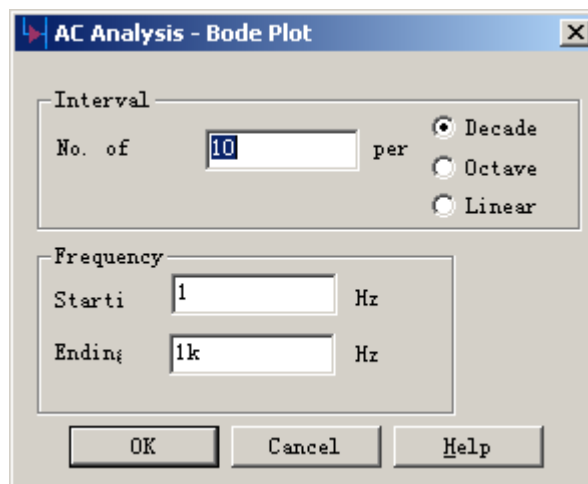 AC Analysis - Bode Plot
Interval
No. of 10 per
Decade
Octave
Linear
Frequency
Starti 1 Hz
Ending 1k Hz
OK Cancel Help